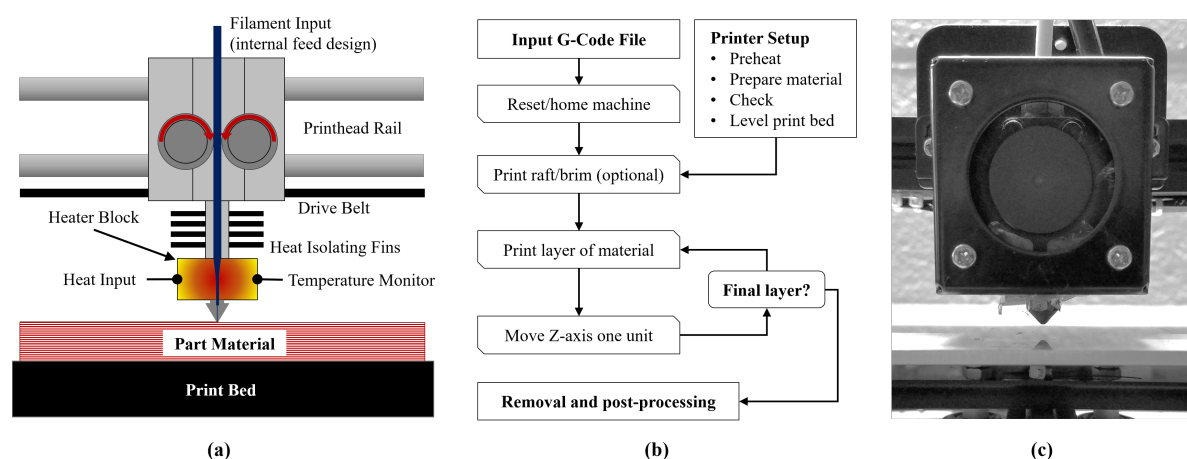 Filament Input
(internal feed design)
Printhead Rail
Drive Belt
Heater Block
Heat Isolating Fins
Heat Input
Temperature Monitor
Part Material
Print Bed
(a)
Input G-Code File
Printer Setup
• Preheat
• Prepare material
• Check
• Level print bed
Reset/home machine
Print raft/brim (optional)
Print layer of material
Final layer?
Move Z-axis one unit
Removal and post-processing
(b)
(c)